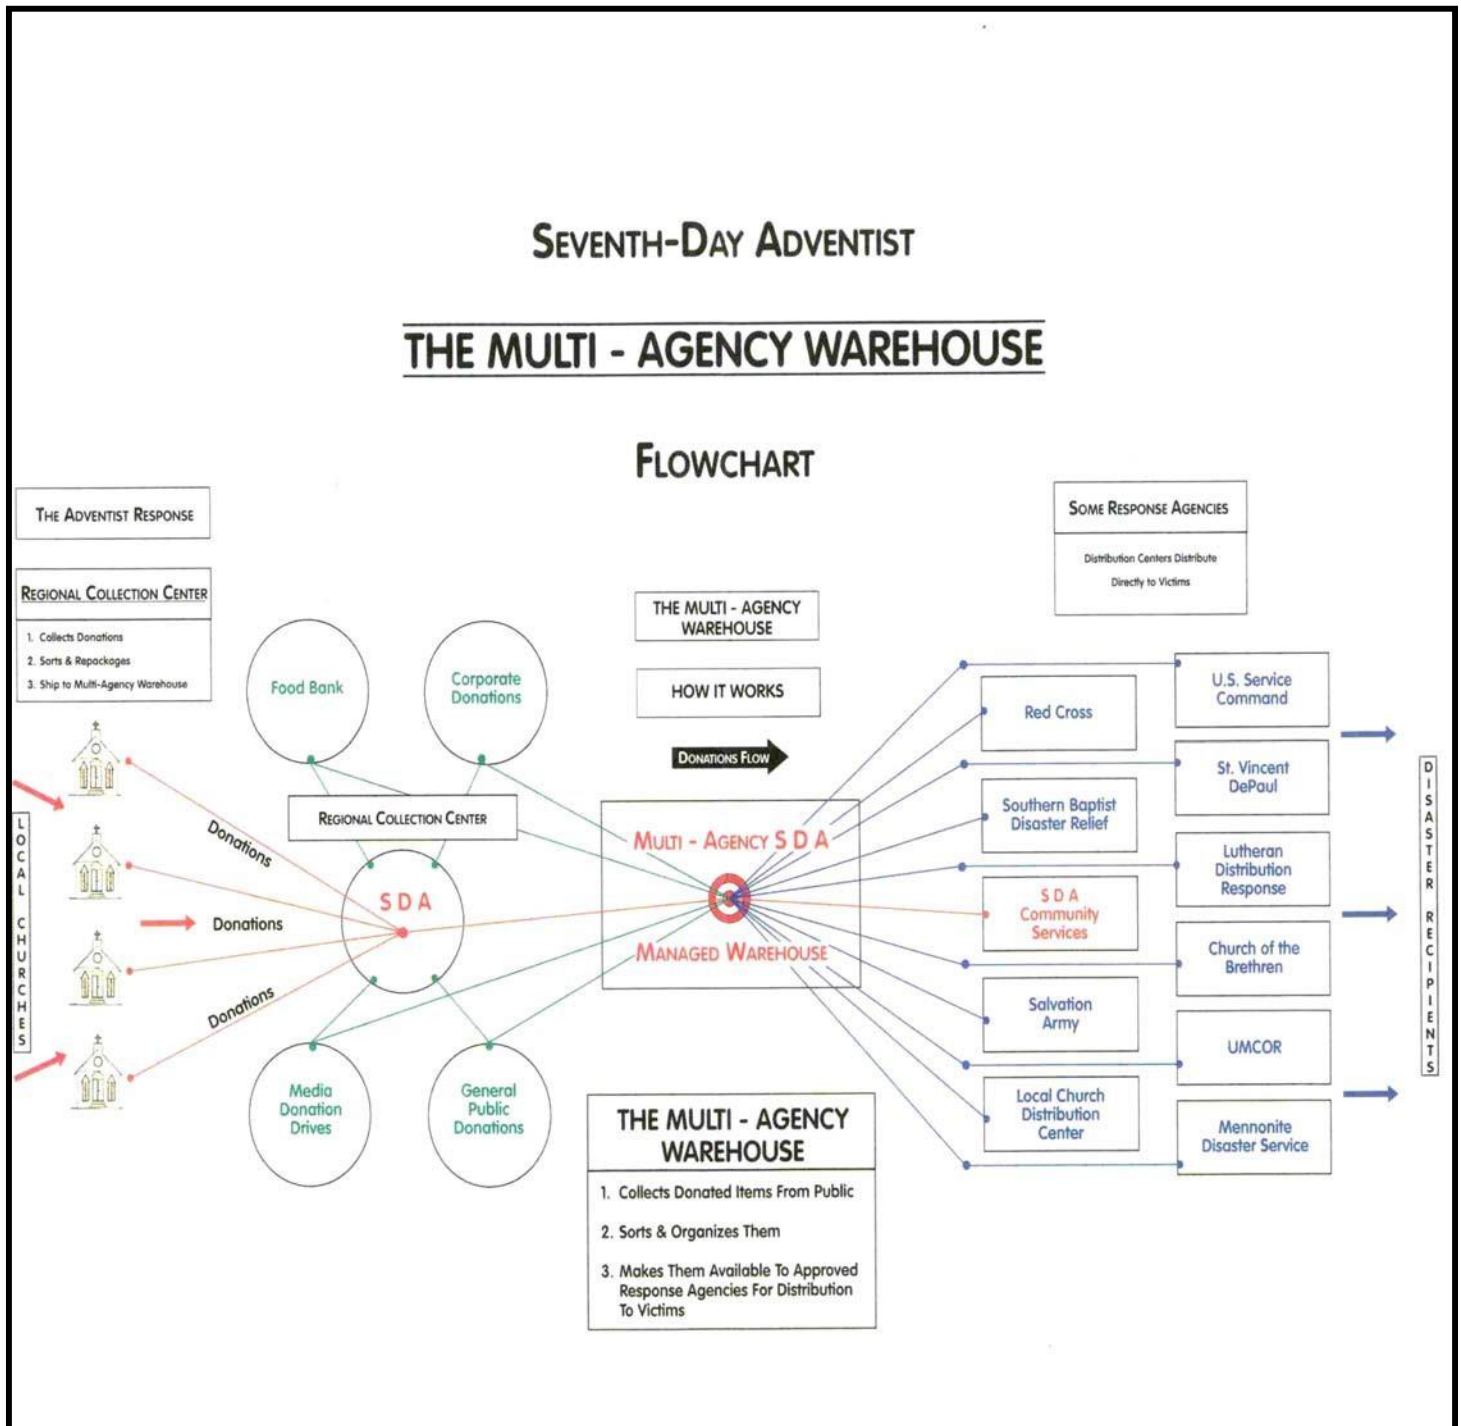 SEVENTH-DAY ADVENTIST
THE MULTI - AGENCY WAREHOUSE
FLOWCHART
THE ADVENTIST RESPONSE
REGIONAL COLLECTION CENTER
1. Collects Donations
2. Sorts & Repackages
3. Ship to Multi-Agency Warehouse
LOCAL CHURCHES
Donations
Donations
Donations
Food Bank
Corporate
Donations
REGIONAL COLLECTION CENTER
S D A
Media
Donation
Drives
General
Public
Donations
THE MULTI - AGENCY
WAREHOUSE
HOW IT WORKS
DONATIONS FLOW
MULTI - AGENCY S D A
MANAGED WAREHOUSE
THE MULTI - AGENCY
WAREHOUSE
1. Collects Donated Items From Public
2. Sorts & Organizes Them
3. Makes Them Available To Approved
Response Agencies For Distribution
To Victims
SOME RESPONSE AGENCIES
Distribution Centers Distribute
Directly to Victims
Red Cross
Southern Baptist
Disaster Relief
S D A
Community
Services
Salvation
Army
Local Church
Distribution
Center
U.S. Service
Command
St. Vincent
DePaul
Lutheran
Distribution
Response
Church of the
Brethren
UMCOR
Mennonite
Disaster Service
DISASTER RECIPIENTS